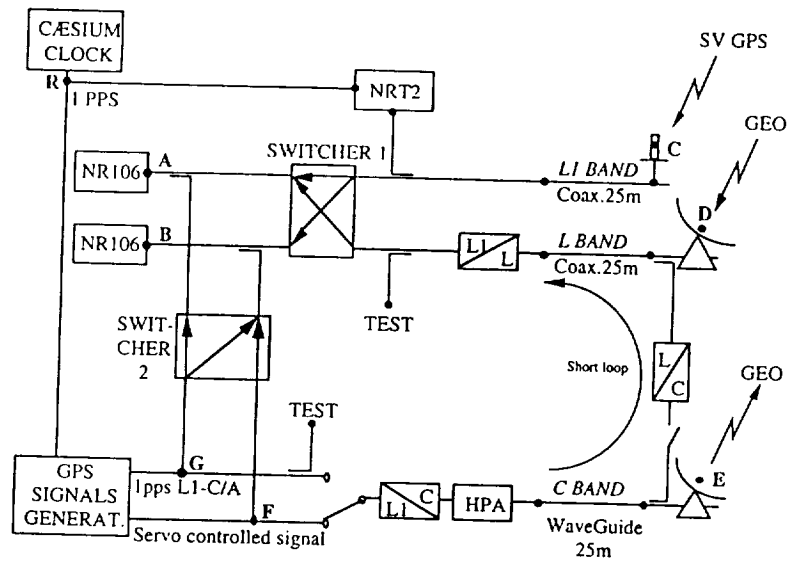 CÆSIUM
CLOCK
SV GPS
R
1 PPS
NRT2
GEO
SWITCHER 1
A
NR106
L1 BAND
C
Coax.25m
D
B
NR106
L1
L
L BAND
Coax.25m
TEST
SWIT-
CHER
2
Short loop
L
C
GEO
TEST
GPS
SIGNALS
GENERAT.
G
1pps L1-C/A
F
Servo controlled signal
C
L1
HPA
C BAND
WaveGuide
25m
E